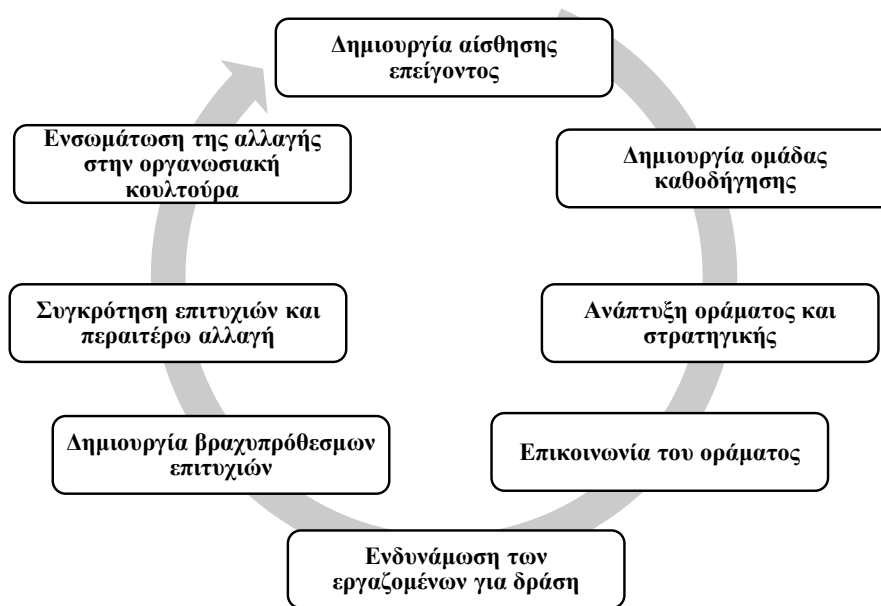 Δημιουργία αίσθησης
επείγοντος
Δημιουργία ομάδας
καθοδήγησης
Ανάπτυξη οράματος και
στρατηγικής
Επικοινωνία του οράματος
Ενδυνάμωση των
εργαζομένων για δράση
Δημιουργία βραχυπρόθεσμων
επιτυχιών
Συγκρότηση επιτυχιών και
περαιτέρω αλλαγή
Ενσωμάτωση της αλλαγής
στην οργανωσιακή
κουλτούρα